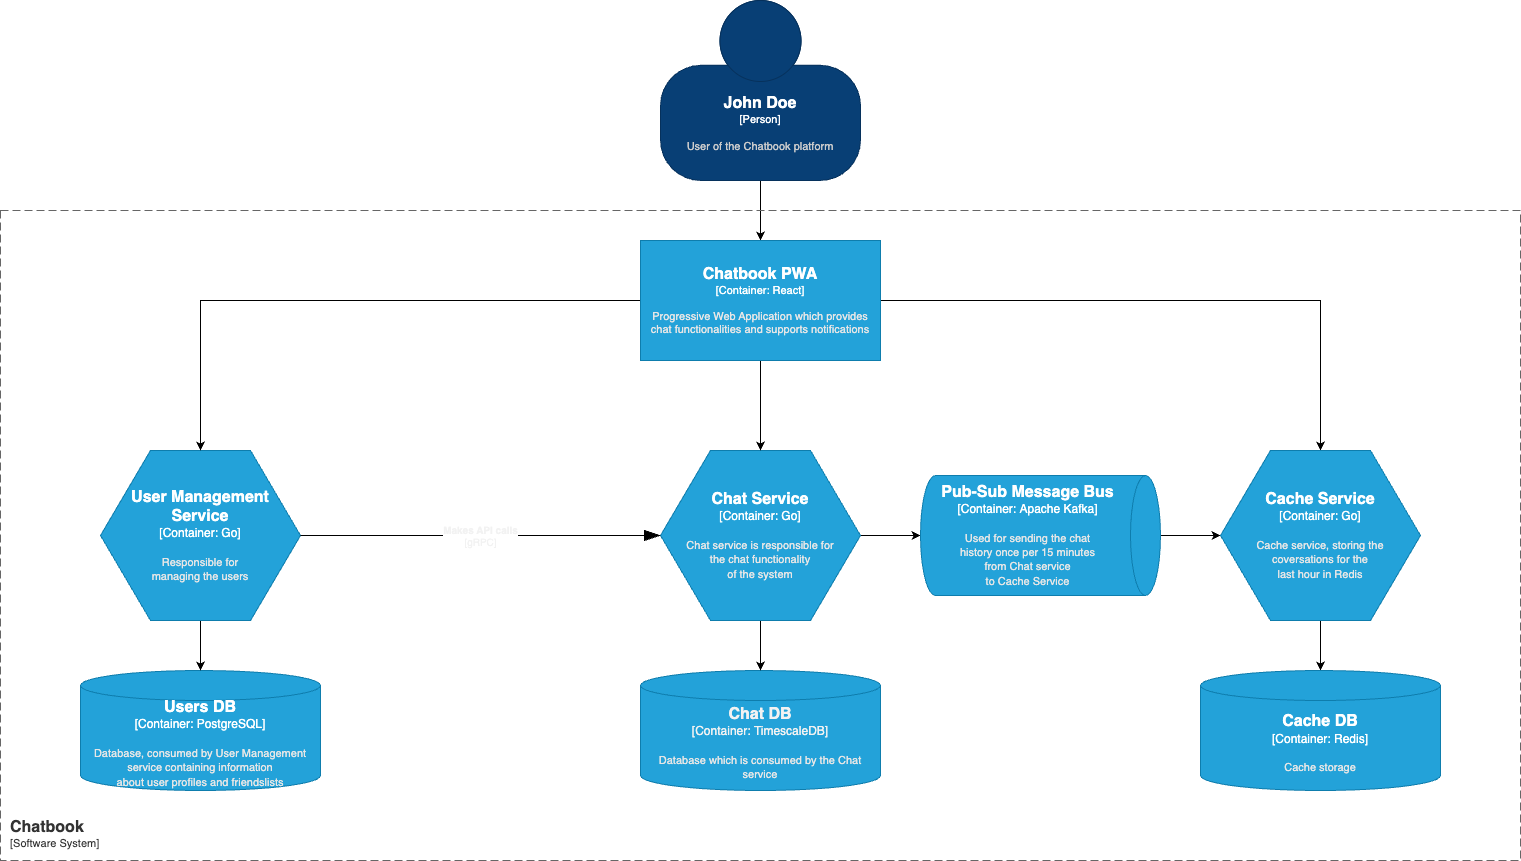 John Doe
[Person]
User of the Chatbook platform
Chatbook PWA
[Container: React]
Progressive Web Application which provides
chat functionalities and supports notifications
User Management
Service
[Container: Go]
Responsible for
managing the users
Makes API calls
[gRPC]
Chat Service
[Container: Go]
Chat service is responsible for
the chat functionality
of the system
Pub-Sub Message Bus
[Container: Apache Kafka]
Used for sending the chat
history once per 15 minutes
from Chat service
to Cache Service
Cache Service
[Container: Go]
Cache service, storing the
coversations for the
last hour in Redis
Users DB
[Container: PostgreSQL]
Database, consumed by User Management
service containing information
about user profiles and friendslists
Chat DB
[Container: TimescaleDB]
Database which is consumed by the Chat
service
Cache DB
[Container: Redis]
Cache storage
Chatbook
[Software System]